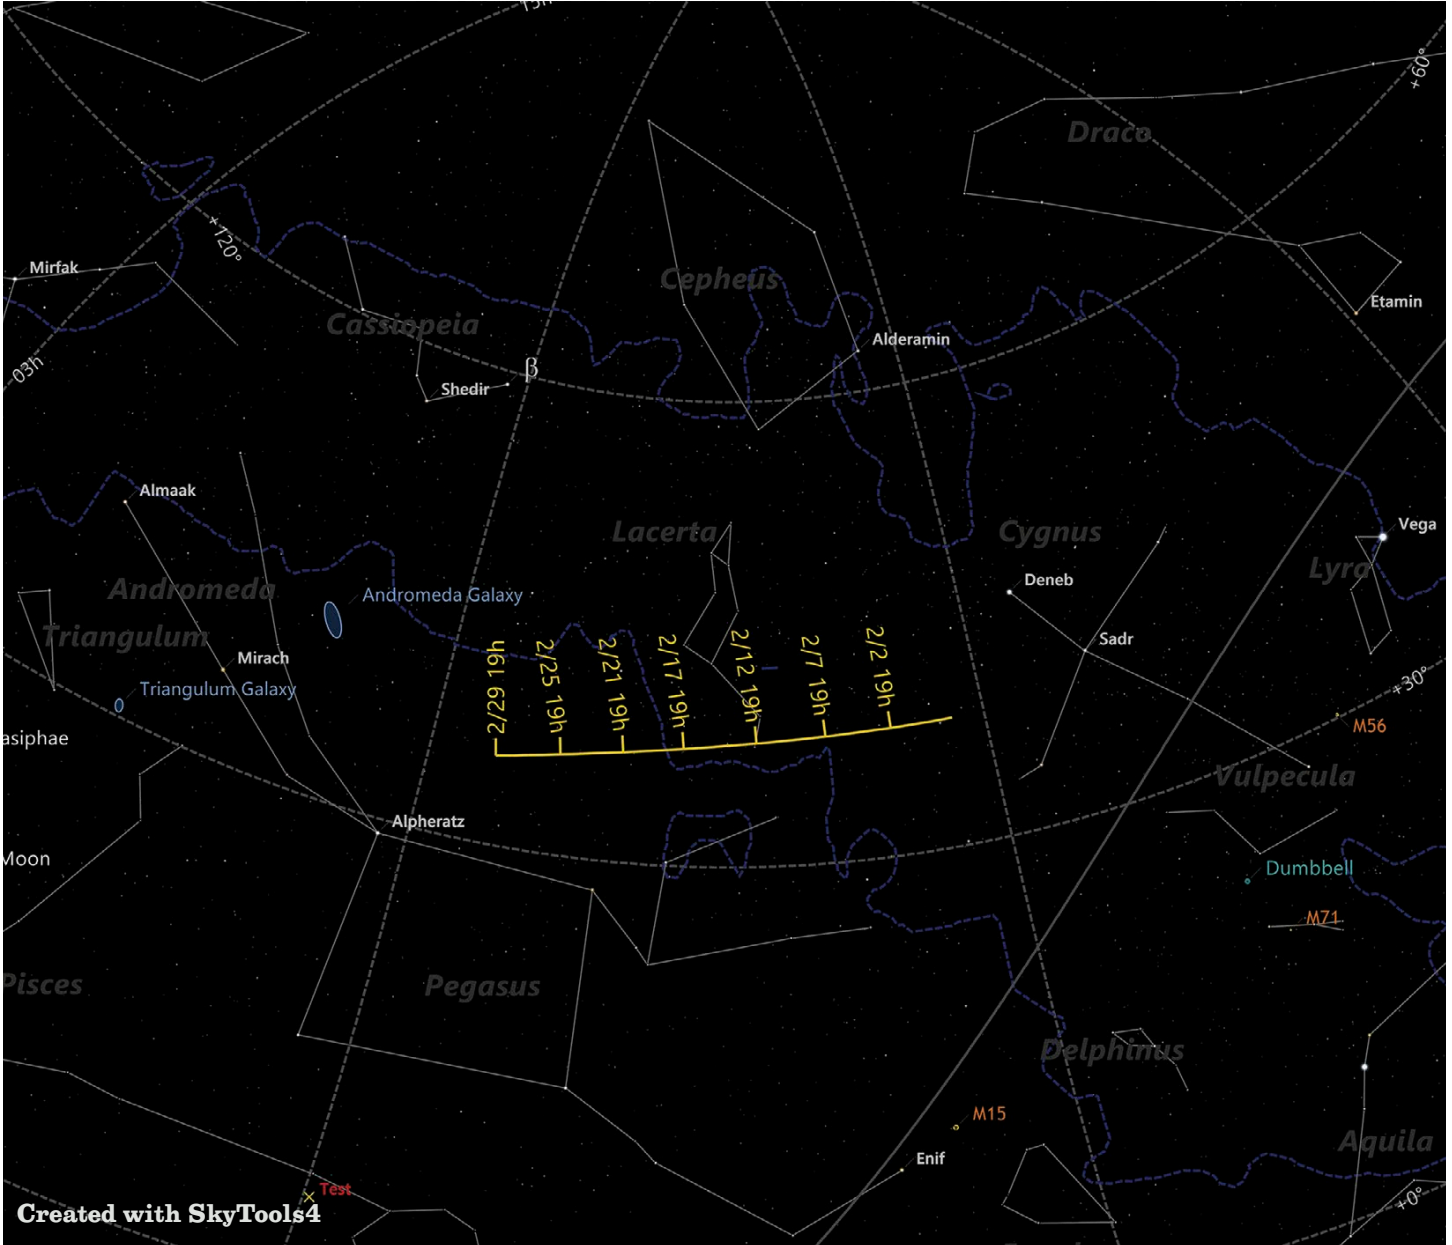 Draco
+60°
+120°
Mirfak
Cepheus
Etamin
Cassiopeia
Alderamin
03h
β
Shedir
Almaak
Vega
Lacerta
Cygnus
Lyra
Deneb
Andromeda
Andromeda Galaxy
Triangulum
Sadr
Mirach
2/29 19h
2/25 19h
2/21 19h
2/17 19h
2/12 19h
2/7 19h
2/2 19h
Triangulum Galaxy
+30°
M56
asiphae
Vulpecula
Alpheratz
Moon
Dumbbell
M71
Pisces
Pegasus
Delphinus
M15
Aquila
Enif
Test
+0°
Created with SkyTools4